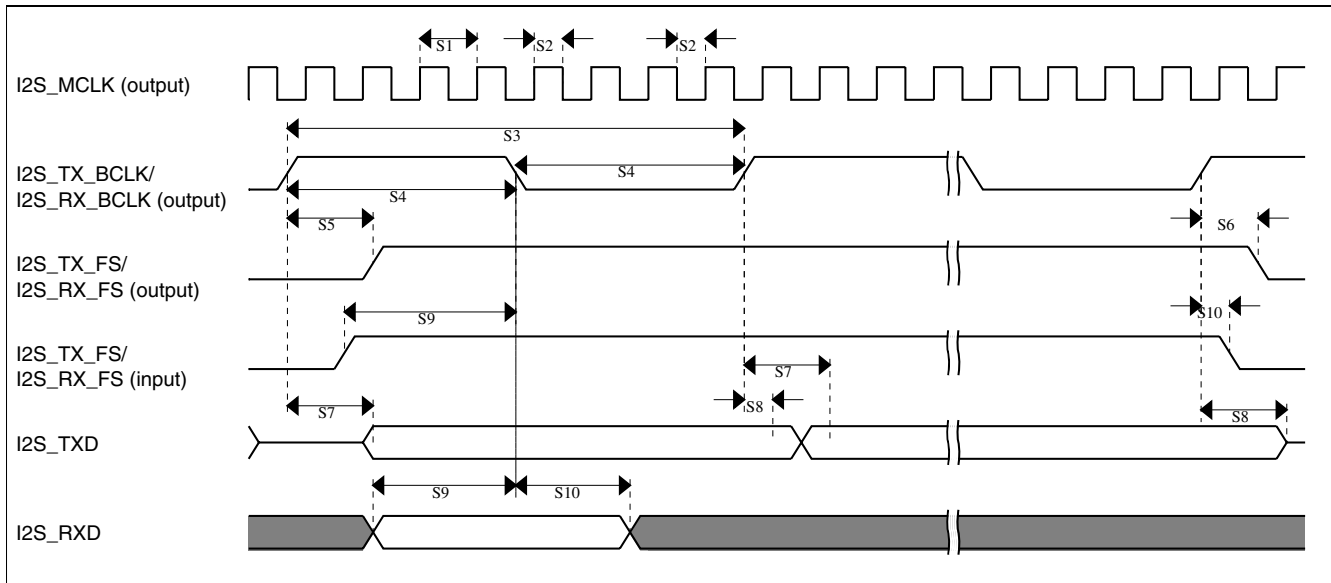 S1
S2
S2
I2S_MCLK (output)
S3
I2S_TX_BCLK/
I2S_RX_BCLK (output)
S4
S4
S5
S6
I2S_TX_FS/
I2S_RX_FS (output)
S9
S10
I2S_TX_FS/
I2S_RX_FS (input)
S7
S7
S8
S8
I2S_TXD
S9
S10
I2S_RXD